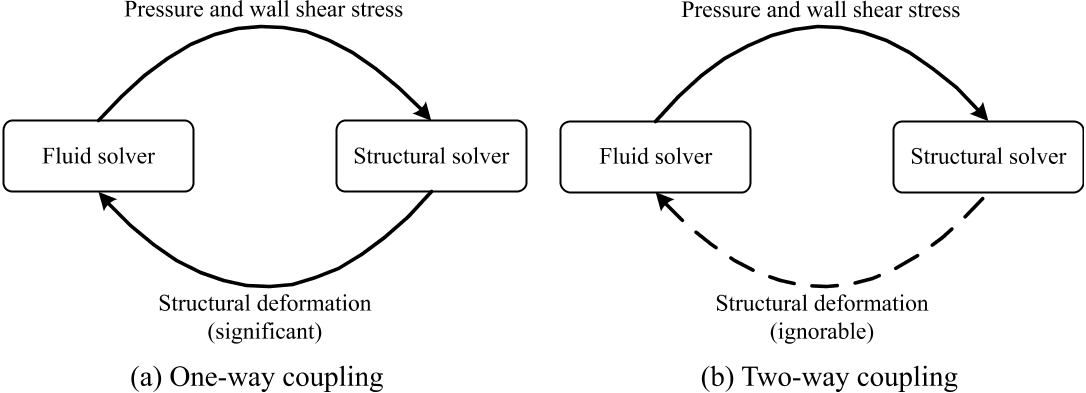 Pressure and wall shear stress
Fluid solver
Structural solver
Structural deformation
(significant)
(a) One-way coupling
Pressure and wall shear stress
Fluid solver
Structural solver
Structural deformation
(ignorable)
(b) Two-way coupling